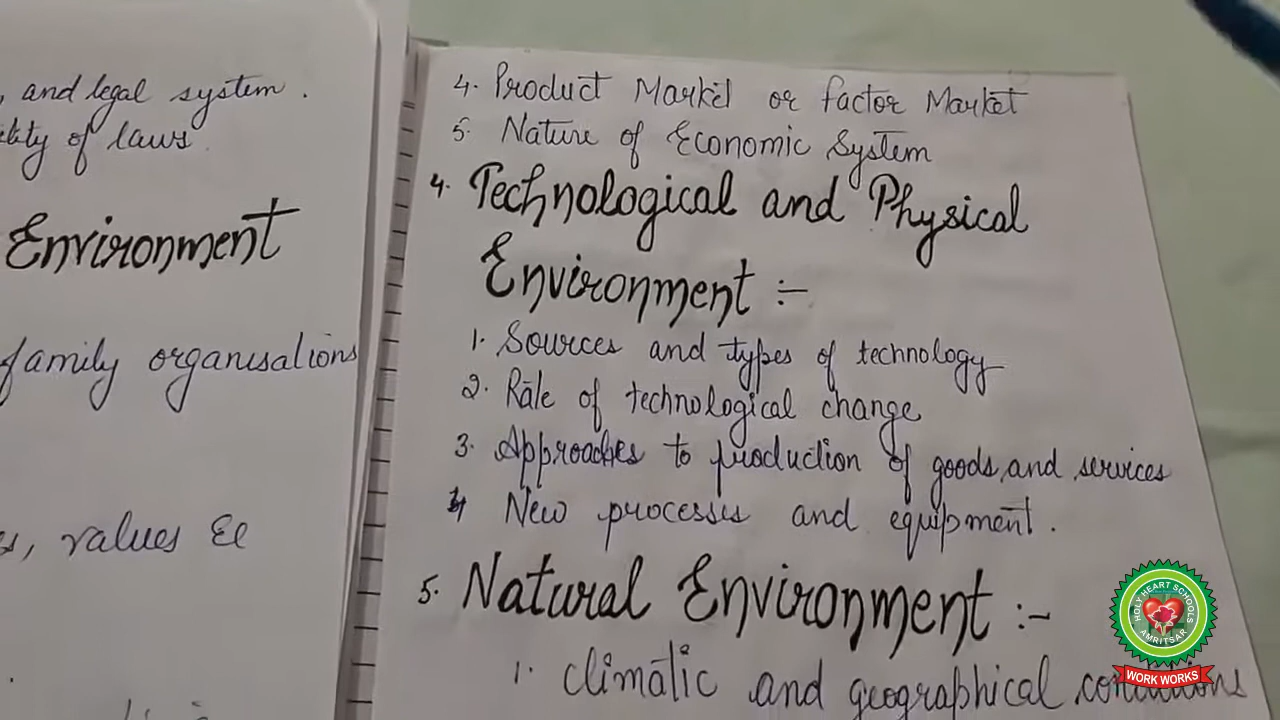 , and legal system.
of laws
Environment
family organisations
, values &c
4. Product Market or factor Market
5. Nature of Economic System
4. Technological and Physical
Environment :-
1. Sources and types of technology
2. Role of technological change
3. Approaches to production of goods and services
4 New processes and equipment.
5. Natural Environment :-
1. climatic and geographical conditions
HOLY HEART SCHOOLS
AMRITSAR
WORK WORKS